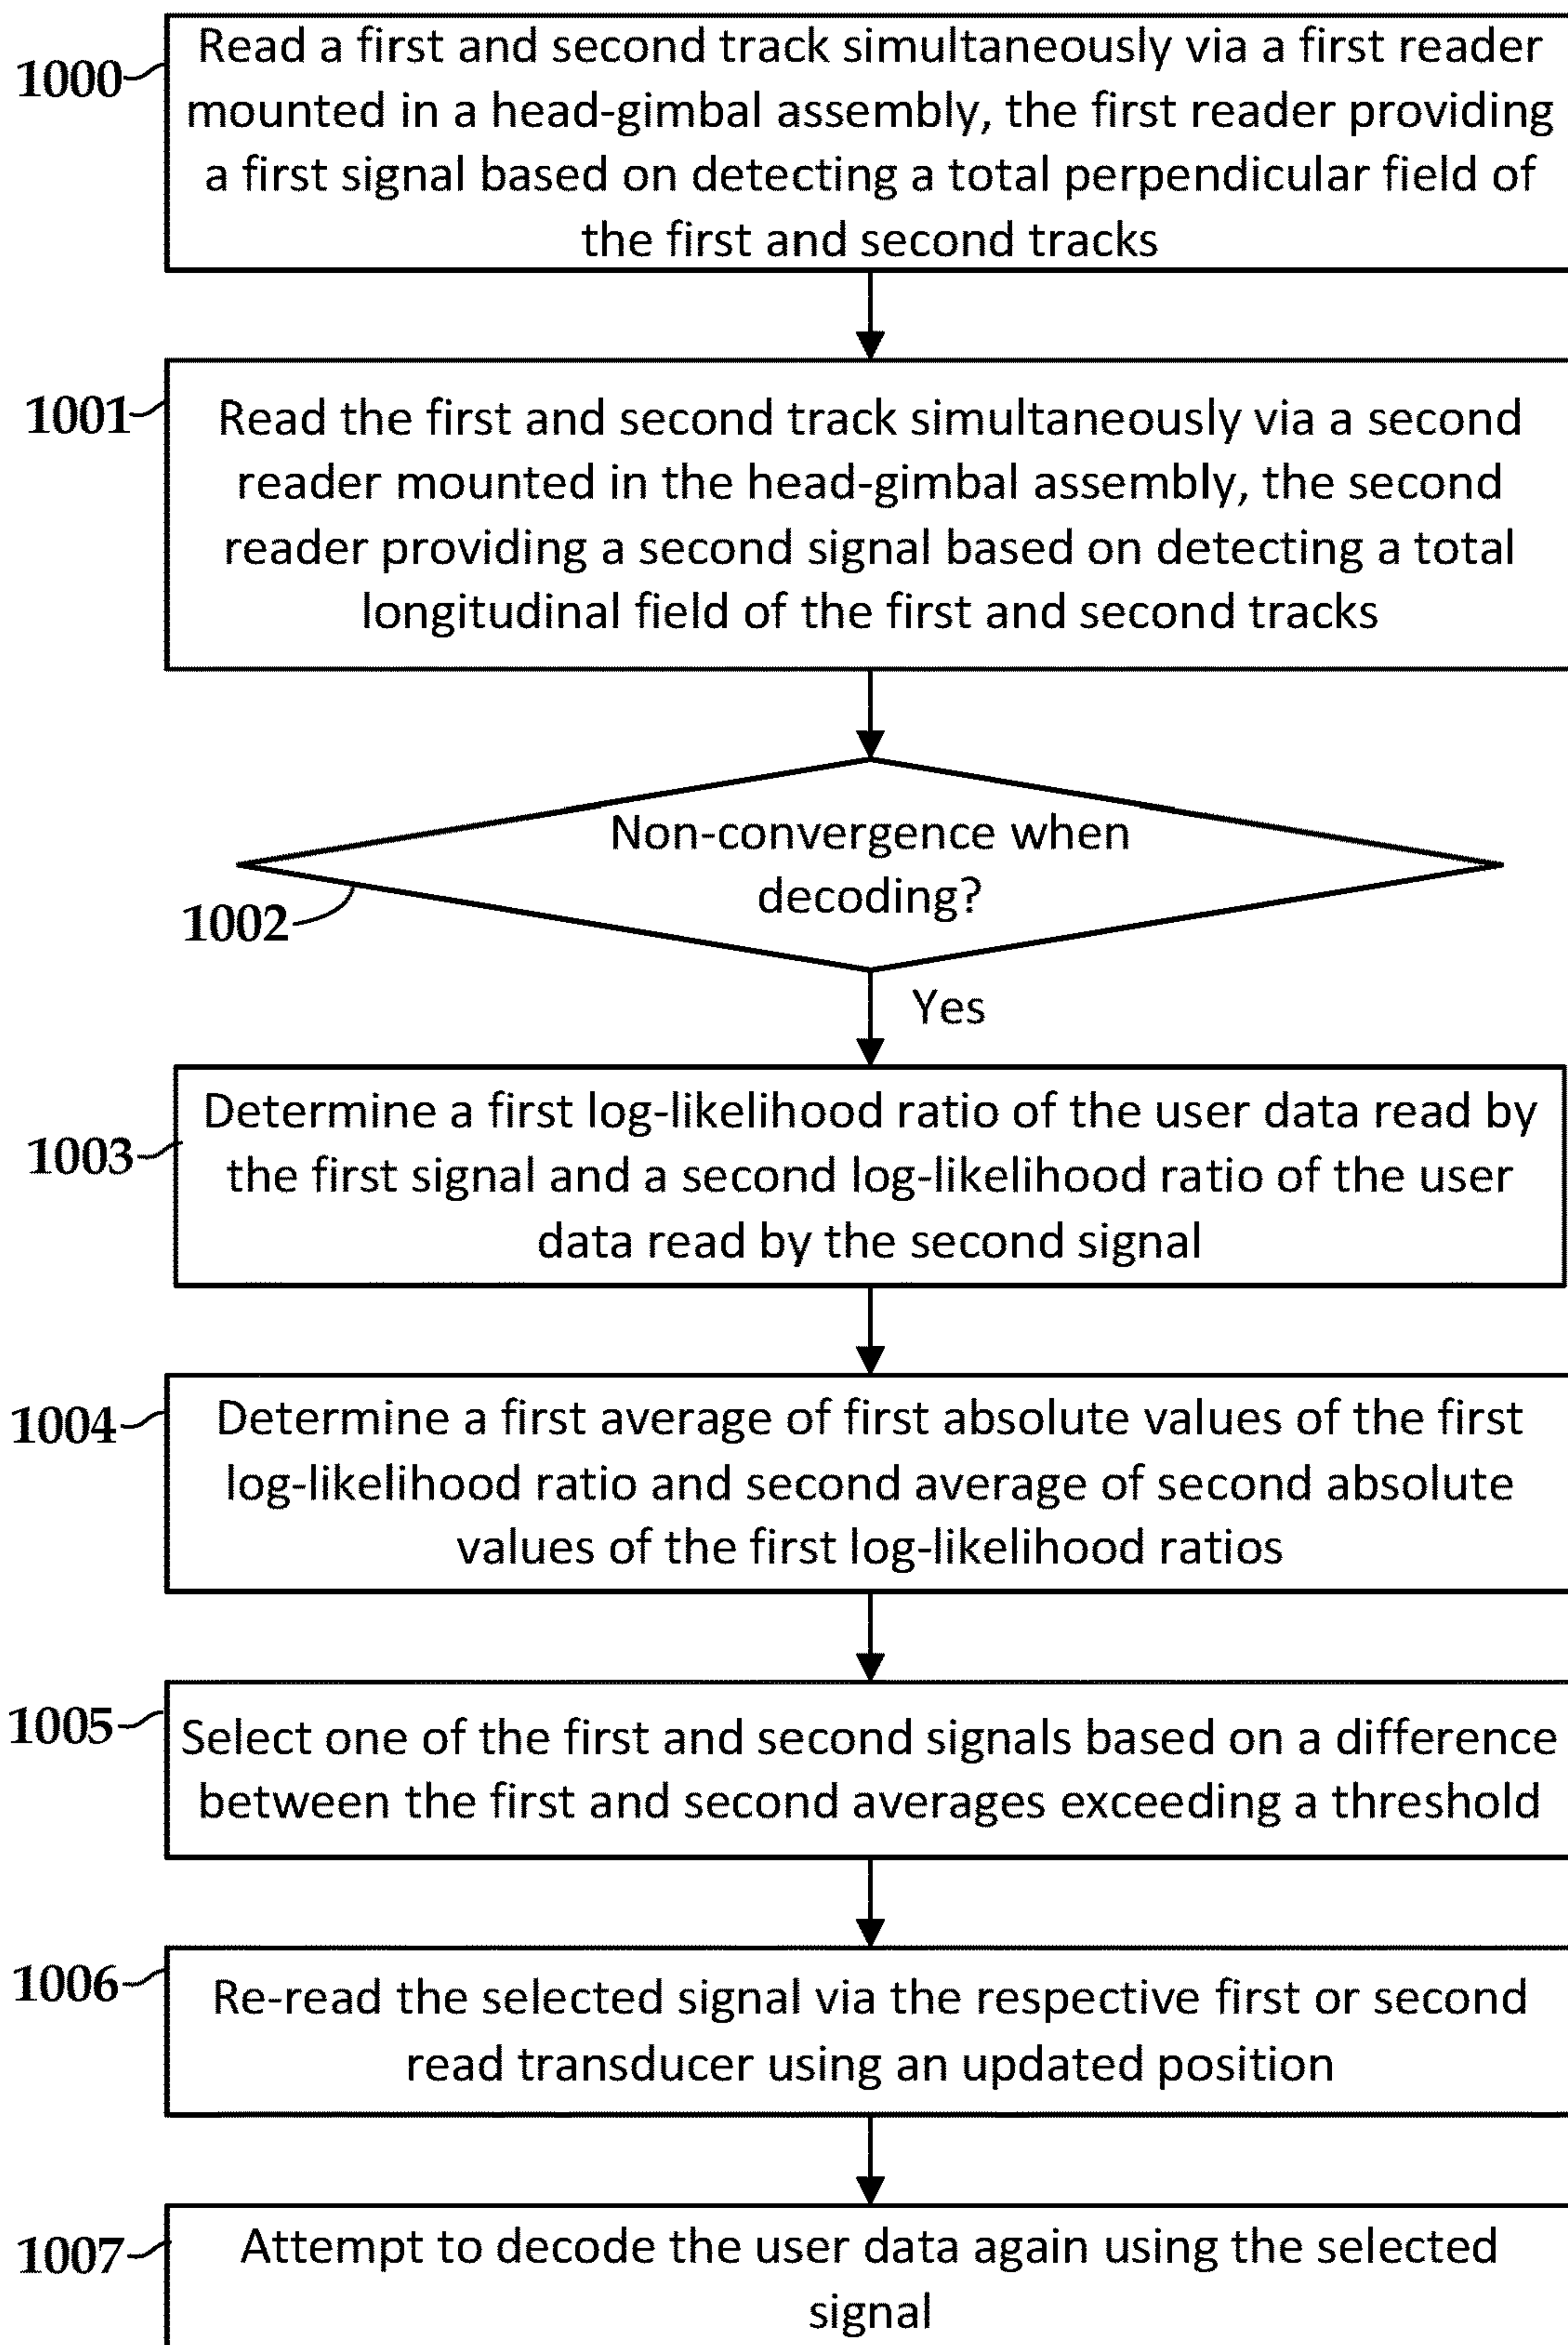 1000
Read a first and second track simultaneously via a first reader
mounted in a head-gimbal assembly, the first reader providing
a first signal based on detecting a total perpendicular field of
the first and second tracks
1001
Read the first and second track simultaneously via a second
reader mounted in the head-gimbal assembly, the second
reader providing a second signal based on detecting a total
longitudinal field of the first and second tracks
Non-convergence when
decoding?
1002
Yes
1003
Determine a first log-likelihood ratio of the user data read by
the first signal and a second log-likelihood ratio of the user
data read by the second signal
1004
Determine a first average of first absolute values of the first
log-likelihood ratio and second average of second absolute
values of the first log-likelihood ratios
1005
Select one of the first and second signals based on a difference
between the first and second averages exceeding a threshold
1006
Re-read the selected signal via the respective first or second
read transducer using an updated position
1007
Attempt to decode the user data again using the selected
signal